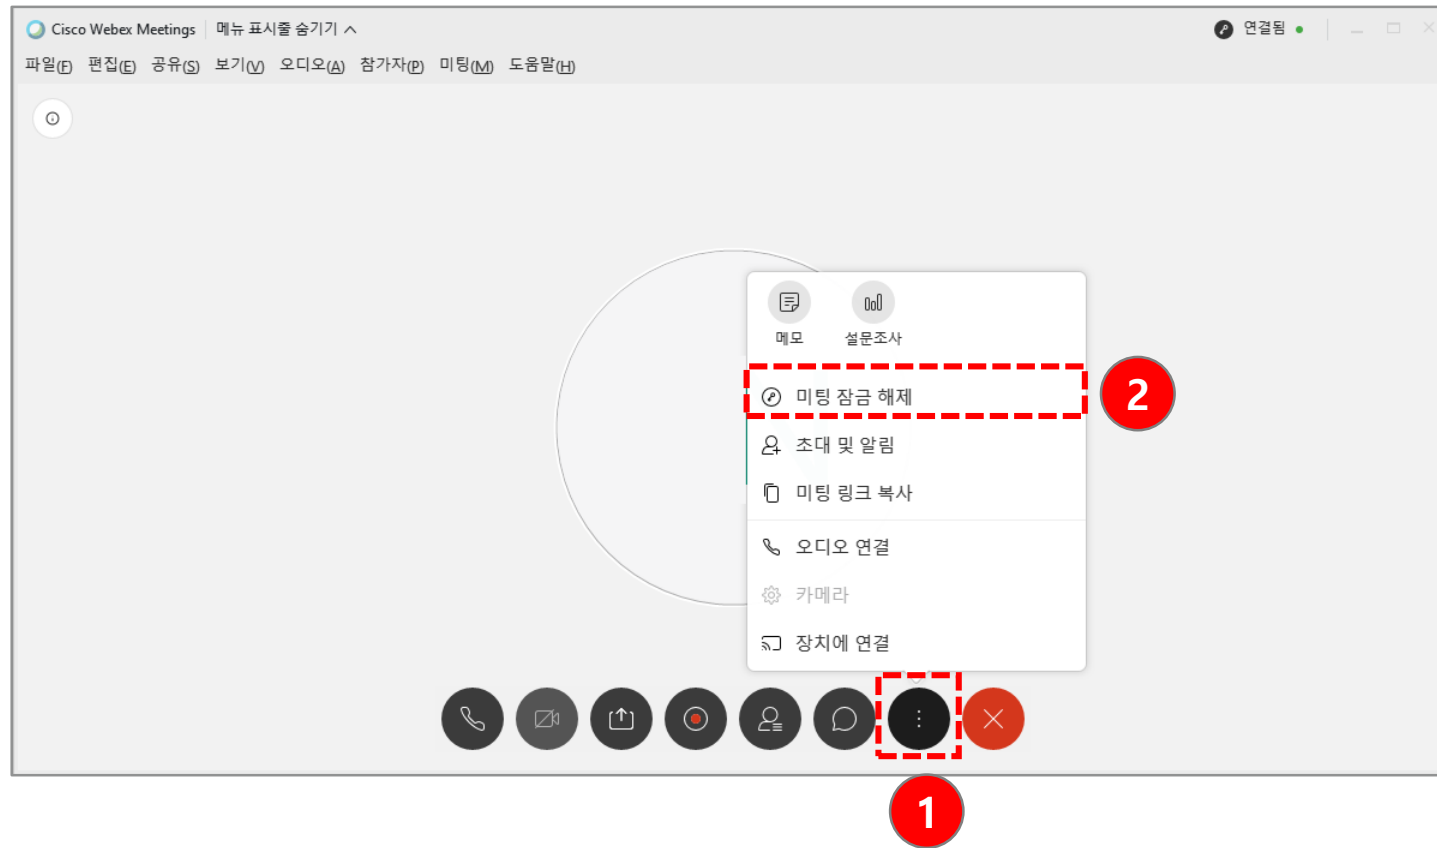 Cisco Webex Meetings 메뉴 표시줄 숨기기 연결됨
파일(F) 편집(E) 공유(S) 보기(V) 오디오(A) 참가자(P) 미팅(M) 도움말(H)
메모 설문조사
미팅 잠금 해제 2
초대 및 알림
미팅 링크 복사
오디오 연결
카메라
장치에 연결
1